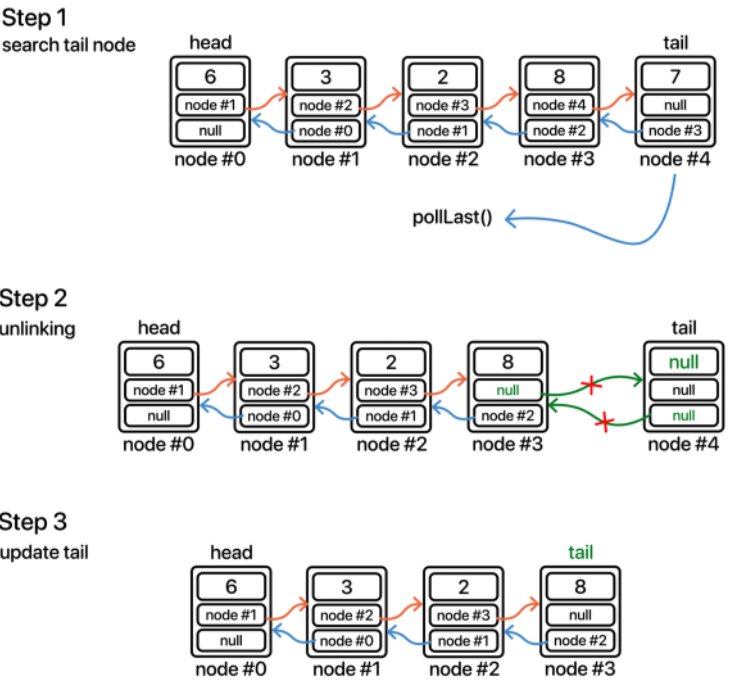 Step 1
search tail node
head
tail
6
3
2
8
7
node #1
node #2
node #3
node #4
null
null
node #0
node #1
node #2
node #3
node #0
node #1
node #2
node #3
node #4
pollLast()
Step 2
unlinking
head
tail
6
3
2
8
null
node #1
node #2
node #3
null
null
null
node #0
node #1
node #2
null
node #0
node #1
node #2
node #3
node #4
Step 3
update tail
head
tail
6
3
2
8
node #1
node #2
node #3
null
null
node #0
node #1
node #2
node #0
node #1
node #2
node #3